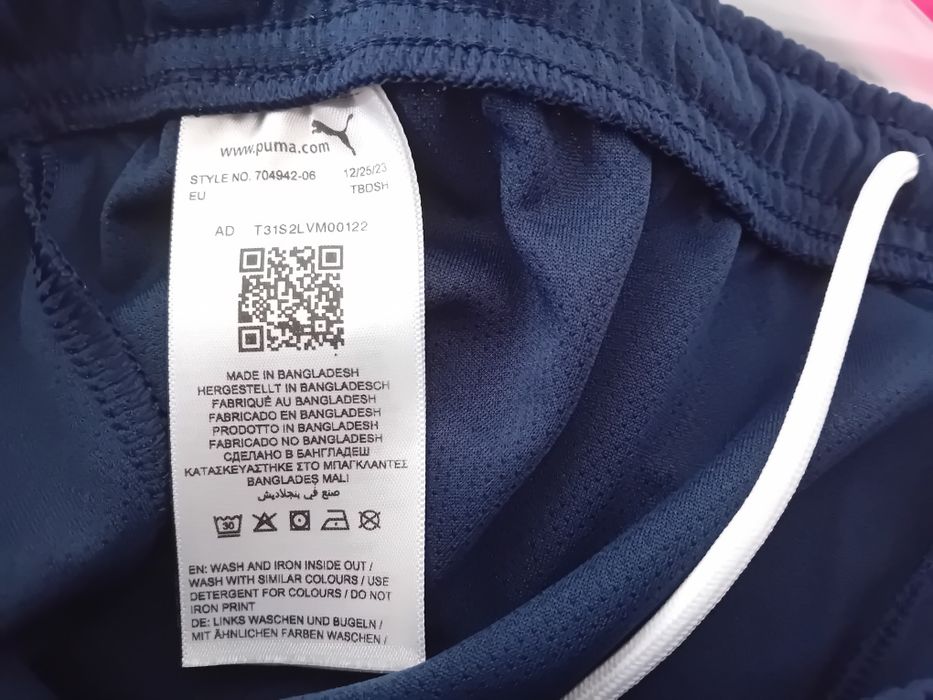 www.puma.com
STYLE NO. 704942-06 12/25/23
EU TBDSH
AD T31S2LVM00122
MADE IN BANGLADESH
HERGESTELLT IN BANGLADESCH
FABRIQUÉ AU BANGLADESH
FABRICADO EN BANGLADESH
PRODOTTO IN BANGLADESH
FABRICADO NO BANGLADESH
СДЕЛАНО В БАНГЛАДЕШ
ΚΑΤΑΣΚΕΥΑΣΤΗΚΕ ΣΤΟ ΜΠΑΓΚΛΑΝΤΕΣ
BANGLADEŞ MALI
صنع في بنجلاديش
30
EN: WASH AND IRON INSIDE OUT /
WASH WITH SIMILAR COLOURS / USE
DETERGENT FOR COLOURS / DO NOT
IRON PRINT
DE: LINKS WASCHEN UND BUGELN /
MIT ÄHNLICHEN FARBEN WASCHEN /